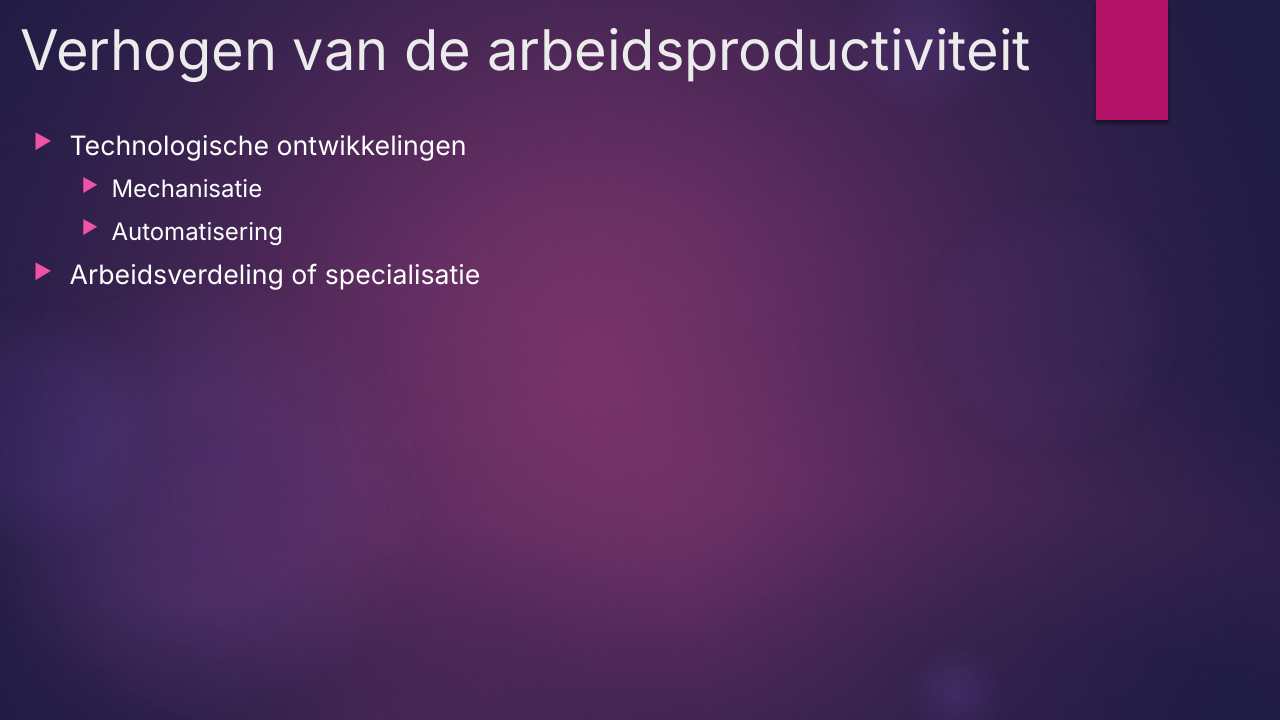 Verhogen van de arbeidsproductiviteit
Technologische ontwikkelingen
Mechanisatie
Automatisering
Arbeidsverdeling of specialisatie